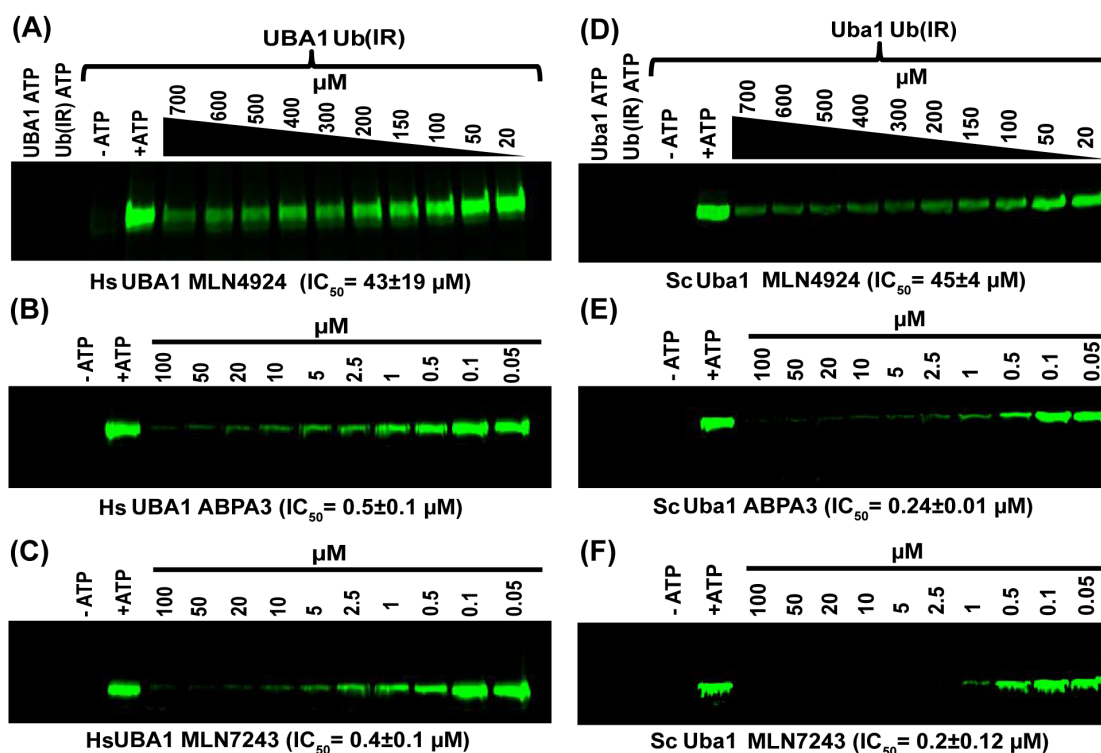 (A)
UBA1 Ub(IR)
µM
UBA1 ATP
Ub(IR) ATP
- ATP
+ATP
700
600
500
400
300
200
150
100
50
20
Hs UBA1 MLN4924 (IC50= 43±19 µM)
(B)
µM
- ATP
+ATP
100
50
20
10
5
2.5
1
0.5
0.1
0.05
Hs UBA1 ABPA3 (IC50= 0.5±0.1 µM)
(C)
µM
- ATP
+ATP
100
50
20
10
5
2.5
1
0.5
0.1
0.05
HsUBA1 MLN7243 (IC50= 0.4±0.1 µM)
(D)
Uba1 Ub(IR)
µM
Uba1 ATP
Ub(IR) ATP
- ATP
+ATP
700
600
500
400
300
200
150
100
50
20
Sc Uba1 MLN4924 (IC50= 45±4 µM)
(E)
µM
- ATP
+ATP
100
50
20
10
5
2.5
1
0.5
0.1
0.05
Sc Uba1 ABPA3 (IC50= 0.24±0.01 µM)
(F)
µM
- ATP
+ATP
100
50
20
10
5
2.5
1
0.5
0.1
0.05
Sc Uba1 MLN7243 (IC50= 0.2±0.12 µM)